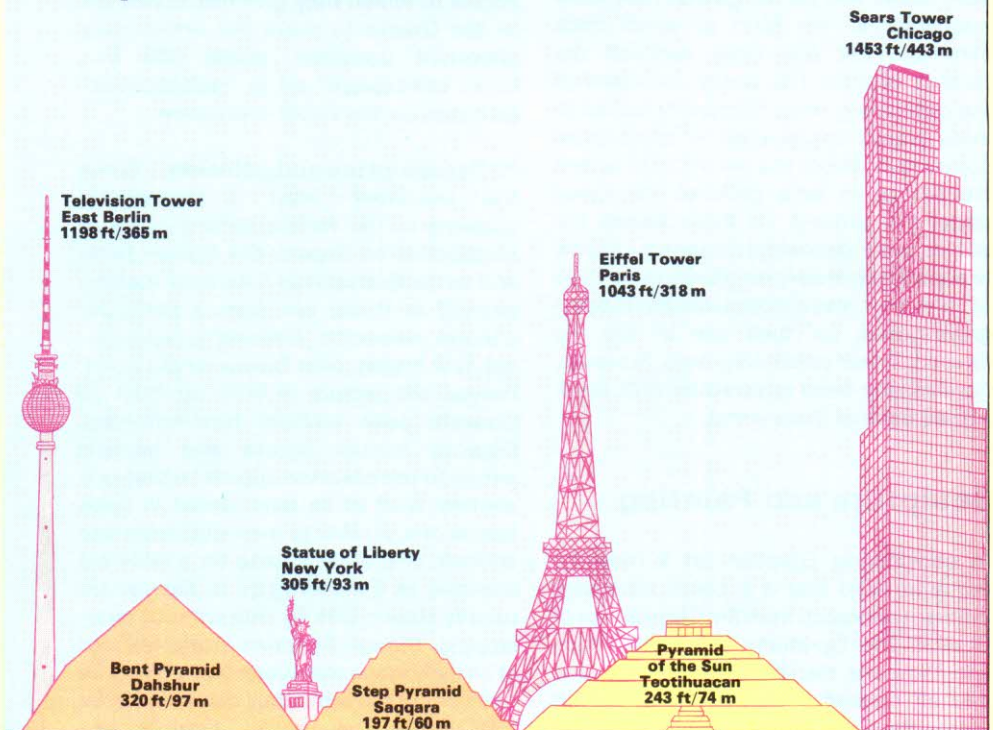 Sears Tower
Chicago
1453 ft/443 m
Television Tower
East Berlin
1198 ft/365 m
Eiffel Tower
Paris
1043 ft/318 m
Statue of Liberty
New York
305 ft/93 m
Bent Pyramid
Dahshur
320 ft/97 m
Step Pyramid
Saqqara
197 ft/60 m
Pyramid
of the Sun
Teotihuacan
243 ft/74 m